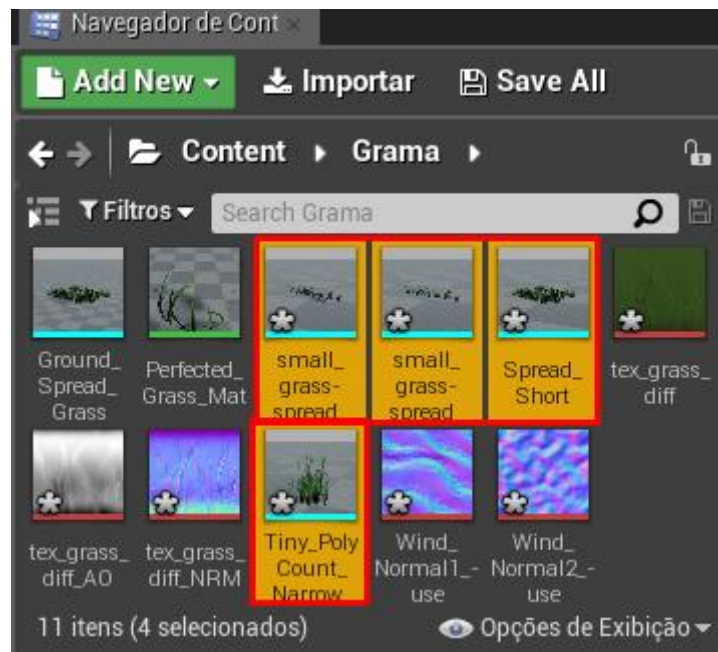 Navegador de Cont
Add New
Importar
Save All
Content
Grama
Filtros
Search Grama
Ground_
Spread_
Grass
Perfected_
Grass_Mat
small_
grass-
spread_
small_
grass-
spread_
Spread_
Short
tex_grass_
diff
tex_grass_
diff_AO
tex_grass_
diff_NRM
Tiny_Poly
Count_
Narrow
Wind_
Normal1_-
use
Wind_
Normal2_-
use
11 itens (4 selecionados)
Opções de Exibição